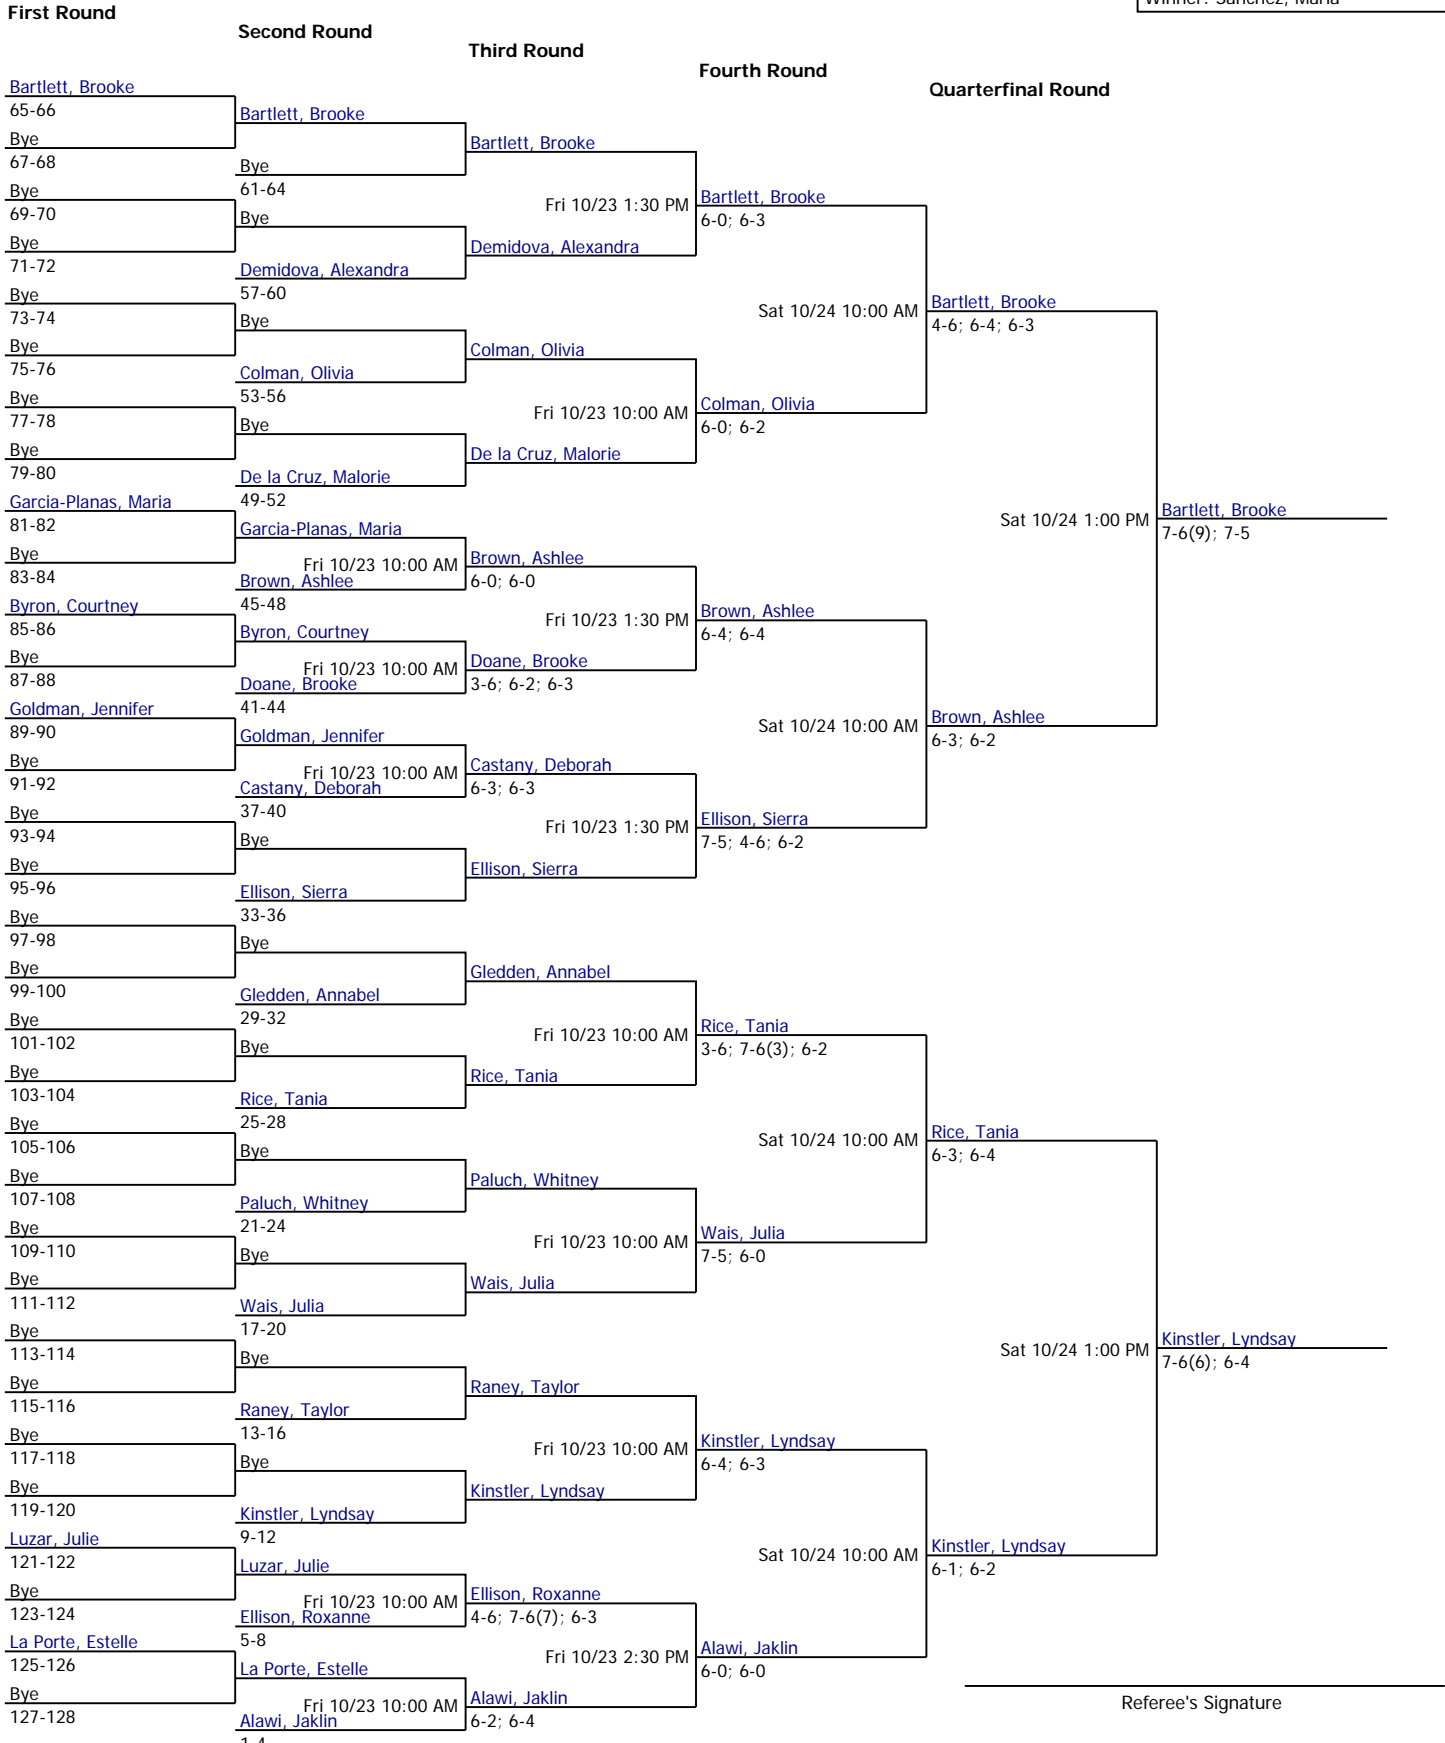 Winner: Sanchez, Maria
First Round
Second Round
Third Round
Fourth Round
Quarterfinal Round
Bartlett, Brooke
65-66
Bye
67-68
Bye
69-70
Bye
71-72
Bye
73-74
Bye
75-76
Bye
77-78
Bye
79-80
Garcia-Planas, Maria
81-82
Bye
83-84
Byron, Courtney
85-86
Bye
87-88
Goldman, Jennifer
89-90
Bye
91-92
Bye
93-94
Bye
95-96
Bye
97-98
Bye
99-100
Bye
101-102
Bye
103-104
Bye
105-106
Bye
107-108
Bye
109-110
Bye
111-112
Bye
113-114
Bye
115-116
Bye
117-118
Bye
119-120
Luzar, Julie
121-122
Bye
123-124
La Porte, Estelle
125-126
Bye
127-128
Bartlett, Brooke
Bye
61-64
Bye
Demidova, Alexandra
57-60
Bye
Colman, Olivia
53-56
Bye
De la Cruz, Malorie
49-52
Garcia-Planas, Maria
Fri 10/23 10:00 AM
Brown, Ashlee
45-48
Byron, Courtney
Fri 10/23 10:00 AM
Doane, Brooke
41-44
Goldman, Jennifer
Fri 10/23 10:00 AM
Castany, Deborah
37-40
Bye
Ellison, Sierra
33-36
Bye
Gledden, Annabel
29-32
Bye
Rice, Tania
25-28
Bye
Paluch, Whitney
21-24
Bye
Wais, Julia
17-20
Bye
Raney, Taylor
13-16
Bye
Kinstler, Lyndsay
9-12
Luzar, Julie
Fri 10/23 10:00 AM
Ellison, Roxanne
5-8
La Porte, Estelle
Fri 10/23 10:00 AM
Alawi, Jaklin
1-4
Bartlett, Brooke
Fri 10/23 1:30 PM
Demidova, Alexandra
Colman, Olivia
Fri 10/23 10:00 AM
De la Cruz, Malorie
Brown, Ashlee
6-0; 6-0
Fri 10/23 1:30 PM
Doane, Brooke
3-6; 6-2; 6-3
Castany, Deborah
6-3; 6-3
Fri 10/23 1:30 PM
Ellison, Sierra
Gledden, Annabel
Fri 10/23 10:00 AM
Rice, Tania
Paluch, Whitney
Fri 10/23 10:00 AM
Wais, Julia
Raney, Taylor
Fri 10/23 10:00 AM
Kinstler, Lyndsay
Ellison, Roxanne
4-6; 7-6(7); 6-3
Fri 10/23 2:30 PM
Alawi, Jaklin
6-2; 6-4
Bartlett, Brooke
6-0; 6-3
Sat 10/24 10:00 AM
Colman, Olivia
6-0; 6-2
Brown, Ashlee
6-4; 6-4
Sat 10/24 10:00 AM
Ellison, Sierra
7-5; 4-6; 6-2
Rice, Tania
3-6; 7-6(3); 6-2
Sat 10/24 10:00 AM
Wais, Julia
7-5; 6-0
Kinstler, Lyndsay
6-4; 6-3
Sat 10/24 10:00 AM
Alawi, Jaklin
6-0; 6-0
Bartlett, Brooke
4-6; 6-4; 6-3
Sat 10/24 1:00 PM
Brown, Ashlee
6-3; 6-2
Rice, Tania
6-3; 6-4
Sat 10/24 1:00 PM
Kinstler, Lyndsay
6-1; 6-2
Bartlett, Brooke
7-6(9); 7-5
Kinstler, Lyndsay
7-6(6); 6-4
Referee's Signature